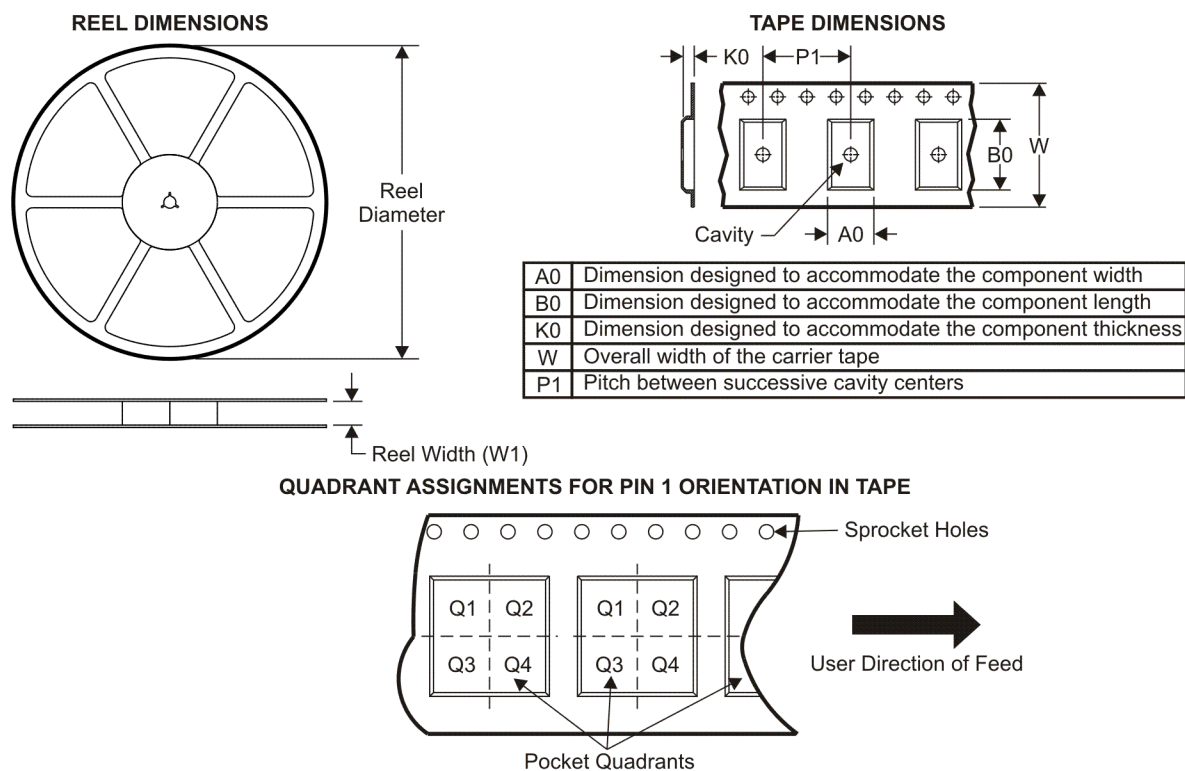 REEL DIMENSIONS
Reel
Diameter
Reel Width (W1)
TAPE DIMENSIONS
K0
P1
B0
W
Cavity
A0
A0 Dimension designed to accommodate the component width
B0 Dimension designed to accommodate the component length
K0 Dimension designed to accommodate the component thickness
W Overall width of the carrier tape
P1 Pitch between successive cavity centers
QUADRANT ASSIGNMENTS FOR PIN 1 ORIENTATION IN TAPE
Sprocket Holes
Q1 Q2 Q1 Q2
Q3 Q4 Q3 Q4
User Direction of Feed
Pocket Quadrants